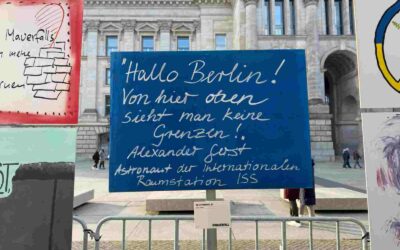 Mauerfalls
"Hallo Berlin!
Von hier oben
sieht man keine
Grenzen!"
Alexander Gerst
Astronaut der Internationalen
Raumstation ISS